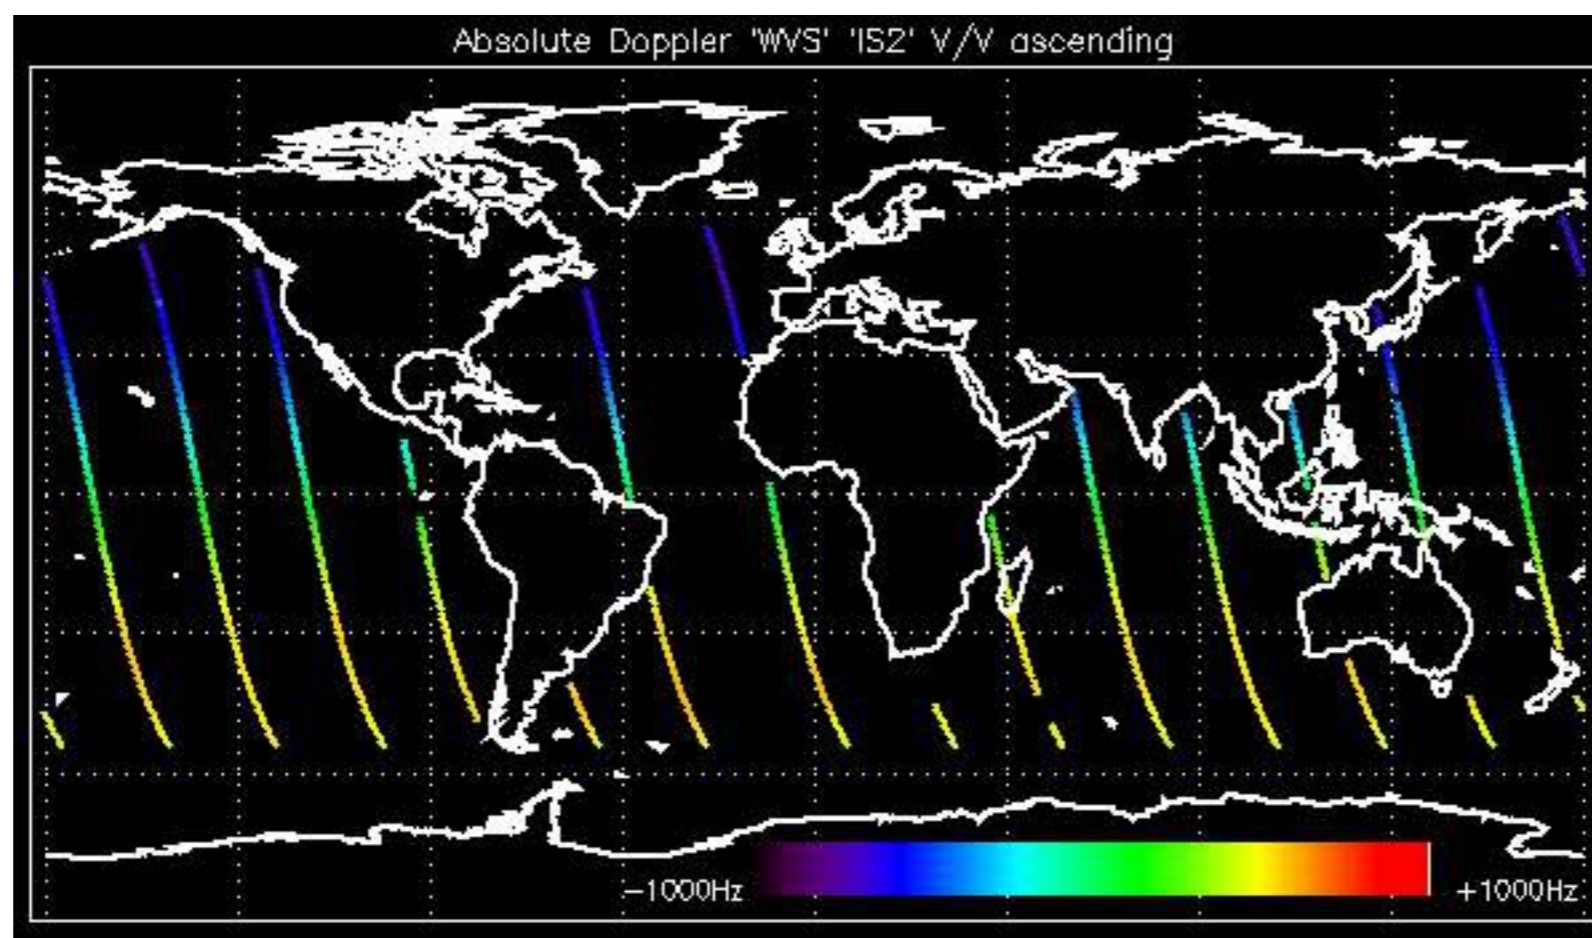 Absolute Doppler 'WVS' 'IS2' V/V ascending
−1000Hz +1000Hz